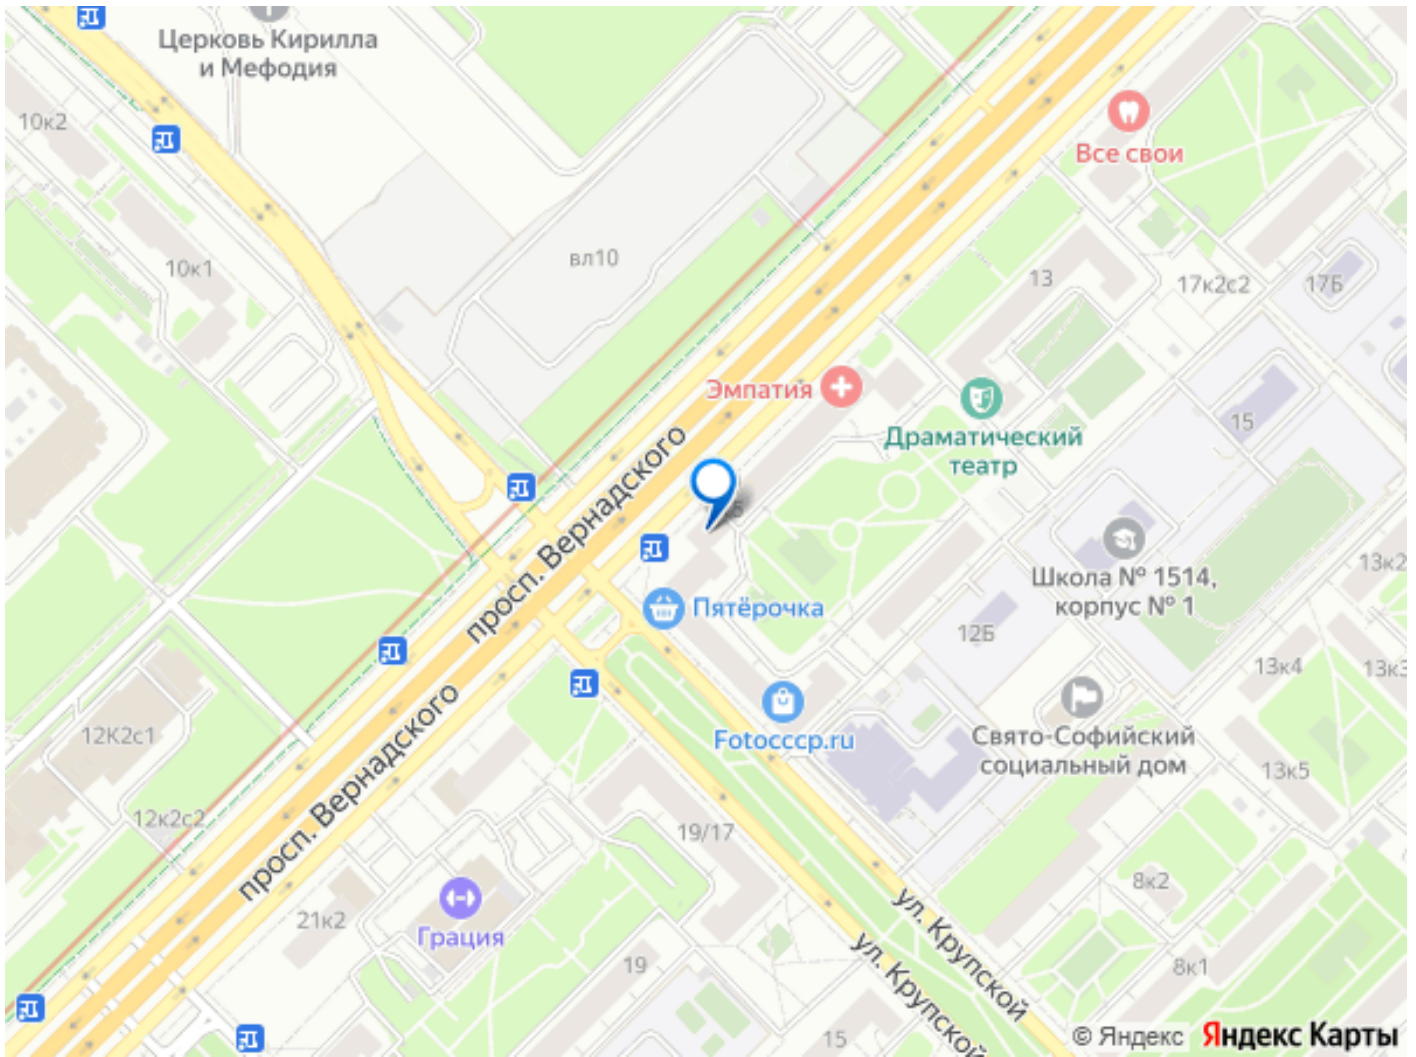 Церковь Кирилла
и Мефодия
10к2
Все свои
вл10
10к1
13
17к2с2
17Б
Эмпатия
Драматический
театр
15
просп. Вернадского
Школа № 1514,
корпус № 1
13к2
Пятёрочка
12Б
13к4
13к3
12К2с1
Fotocccp.ru
Свято-Софийский
социальный дом
13к5
просп. Вернадского
12к2с2
19/17
8к2
21к2
Грация
ул. Крупской
19
8к1
ул. Крупской
15
© Яндекс
Яндекс Карты